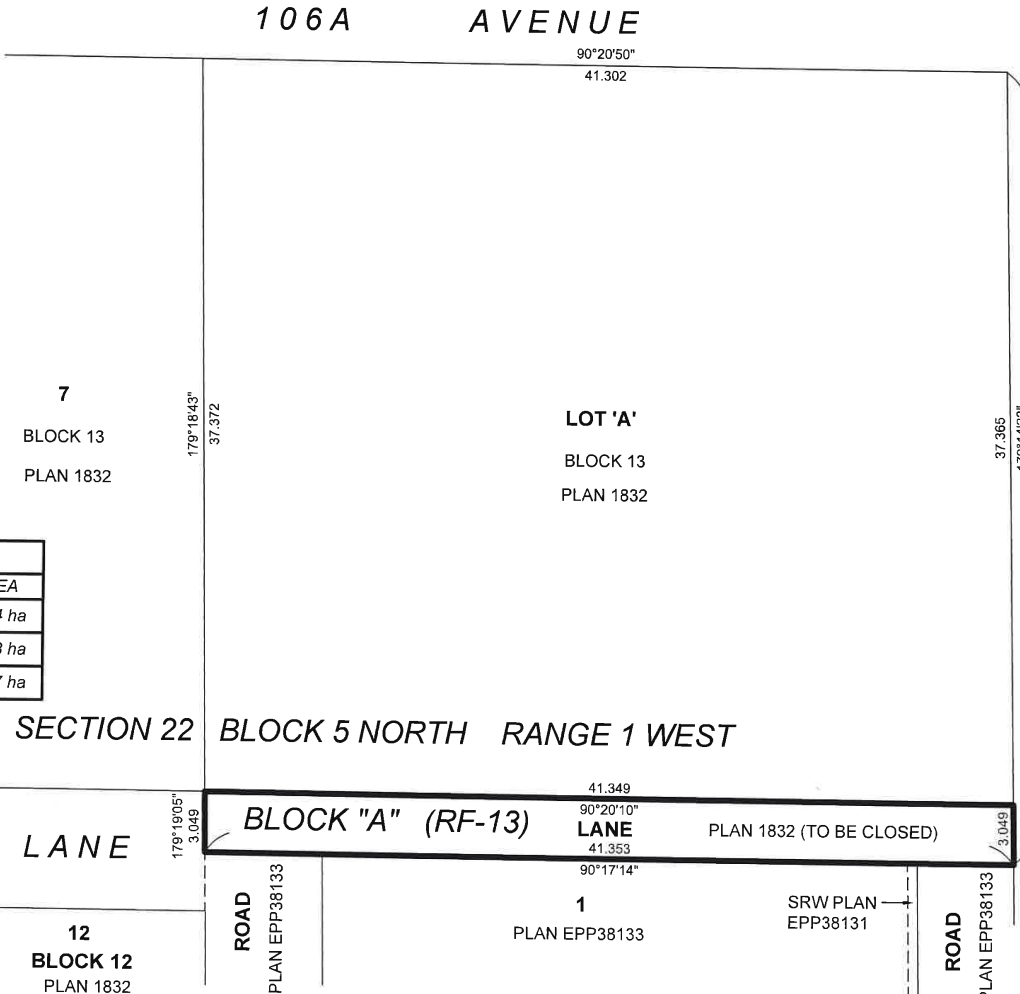 106A AVENUE
90°20'50"
41.302
7
BLOCK 13
PLAN 1832
179°18'43"
37.372
LOT 'A'
BLOCK 13
PLAN 1832
37.365
EA
ha
ha
ha
SECTION 22 BLOCK 5 NORTH RANGE 1 WEST
41.349
90°20'10"
BLOCK "A" (RF-13)
LANE
PLAN 1832 (TO BE CLOSED)
41.353
90°17'14"
179°19'05"
3.049
3.049
LANE
ROAD
PLAN EPP38133
1
PLAN EPP38133
SRW PLAN
EPP38131
ROAD
PLAN EPP38133
12
BLOCK 12
PLAN 1832